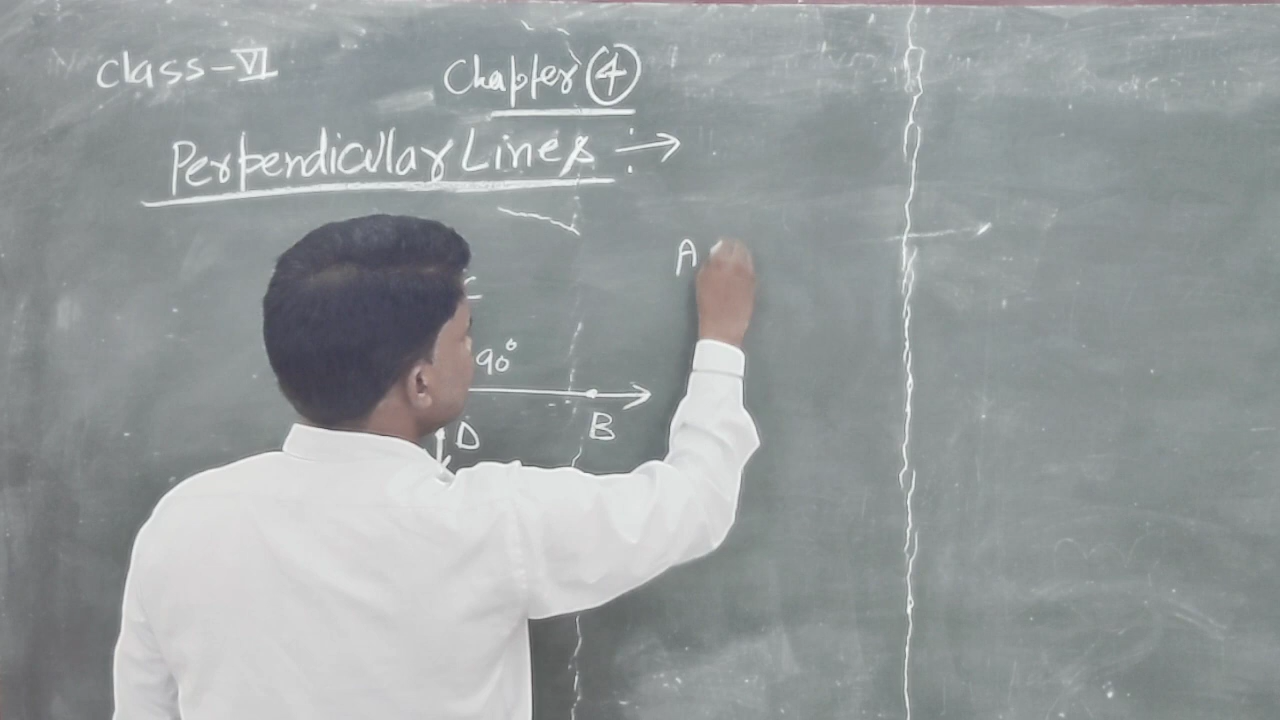 Class-VI
Chapter 4
Perpendicular Lines :→
A
90°
B
D